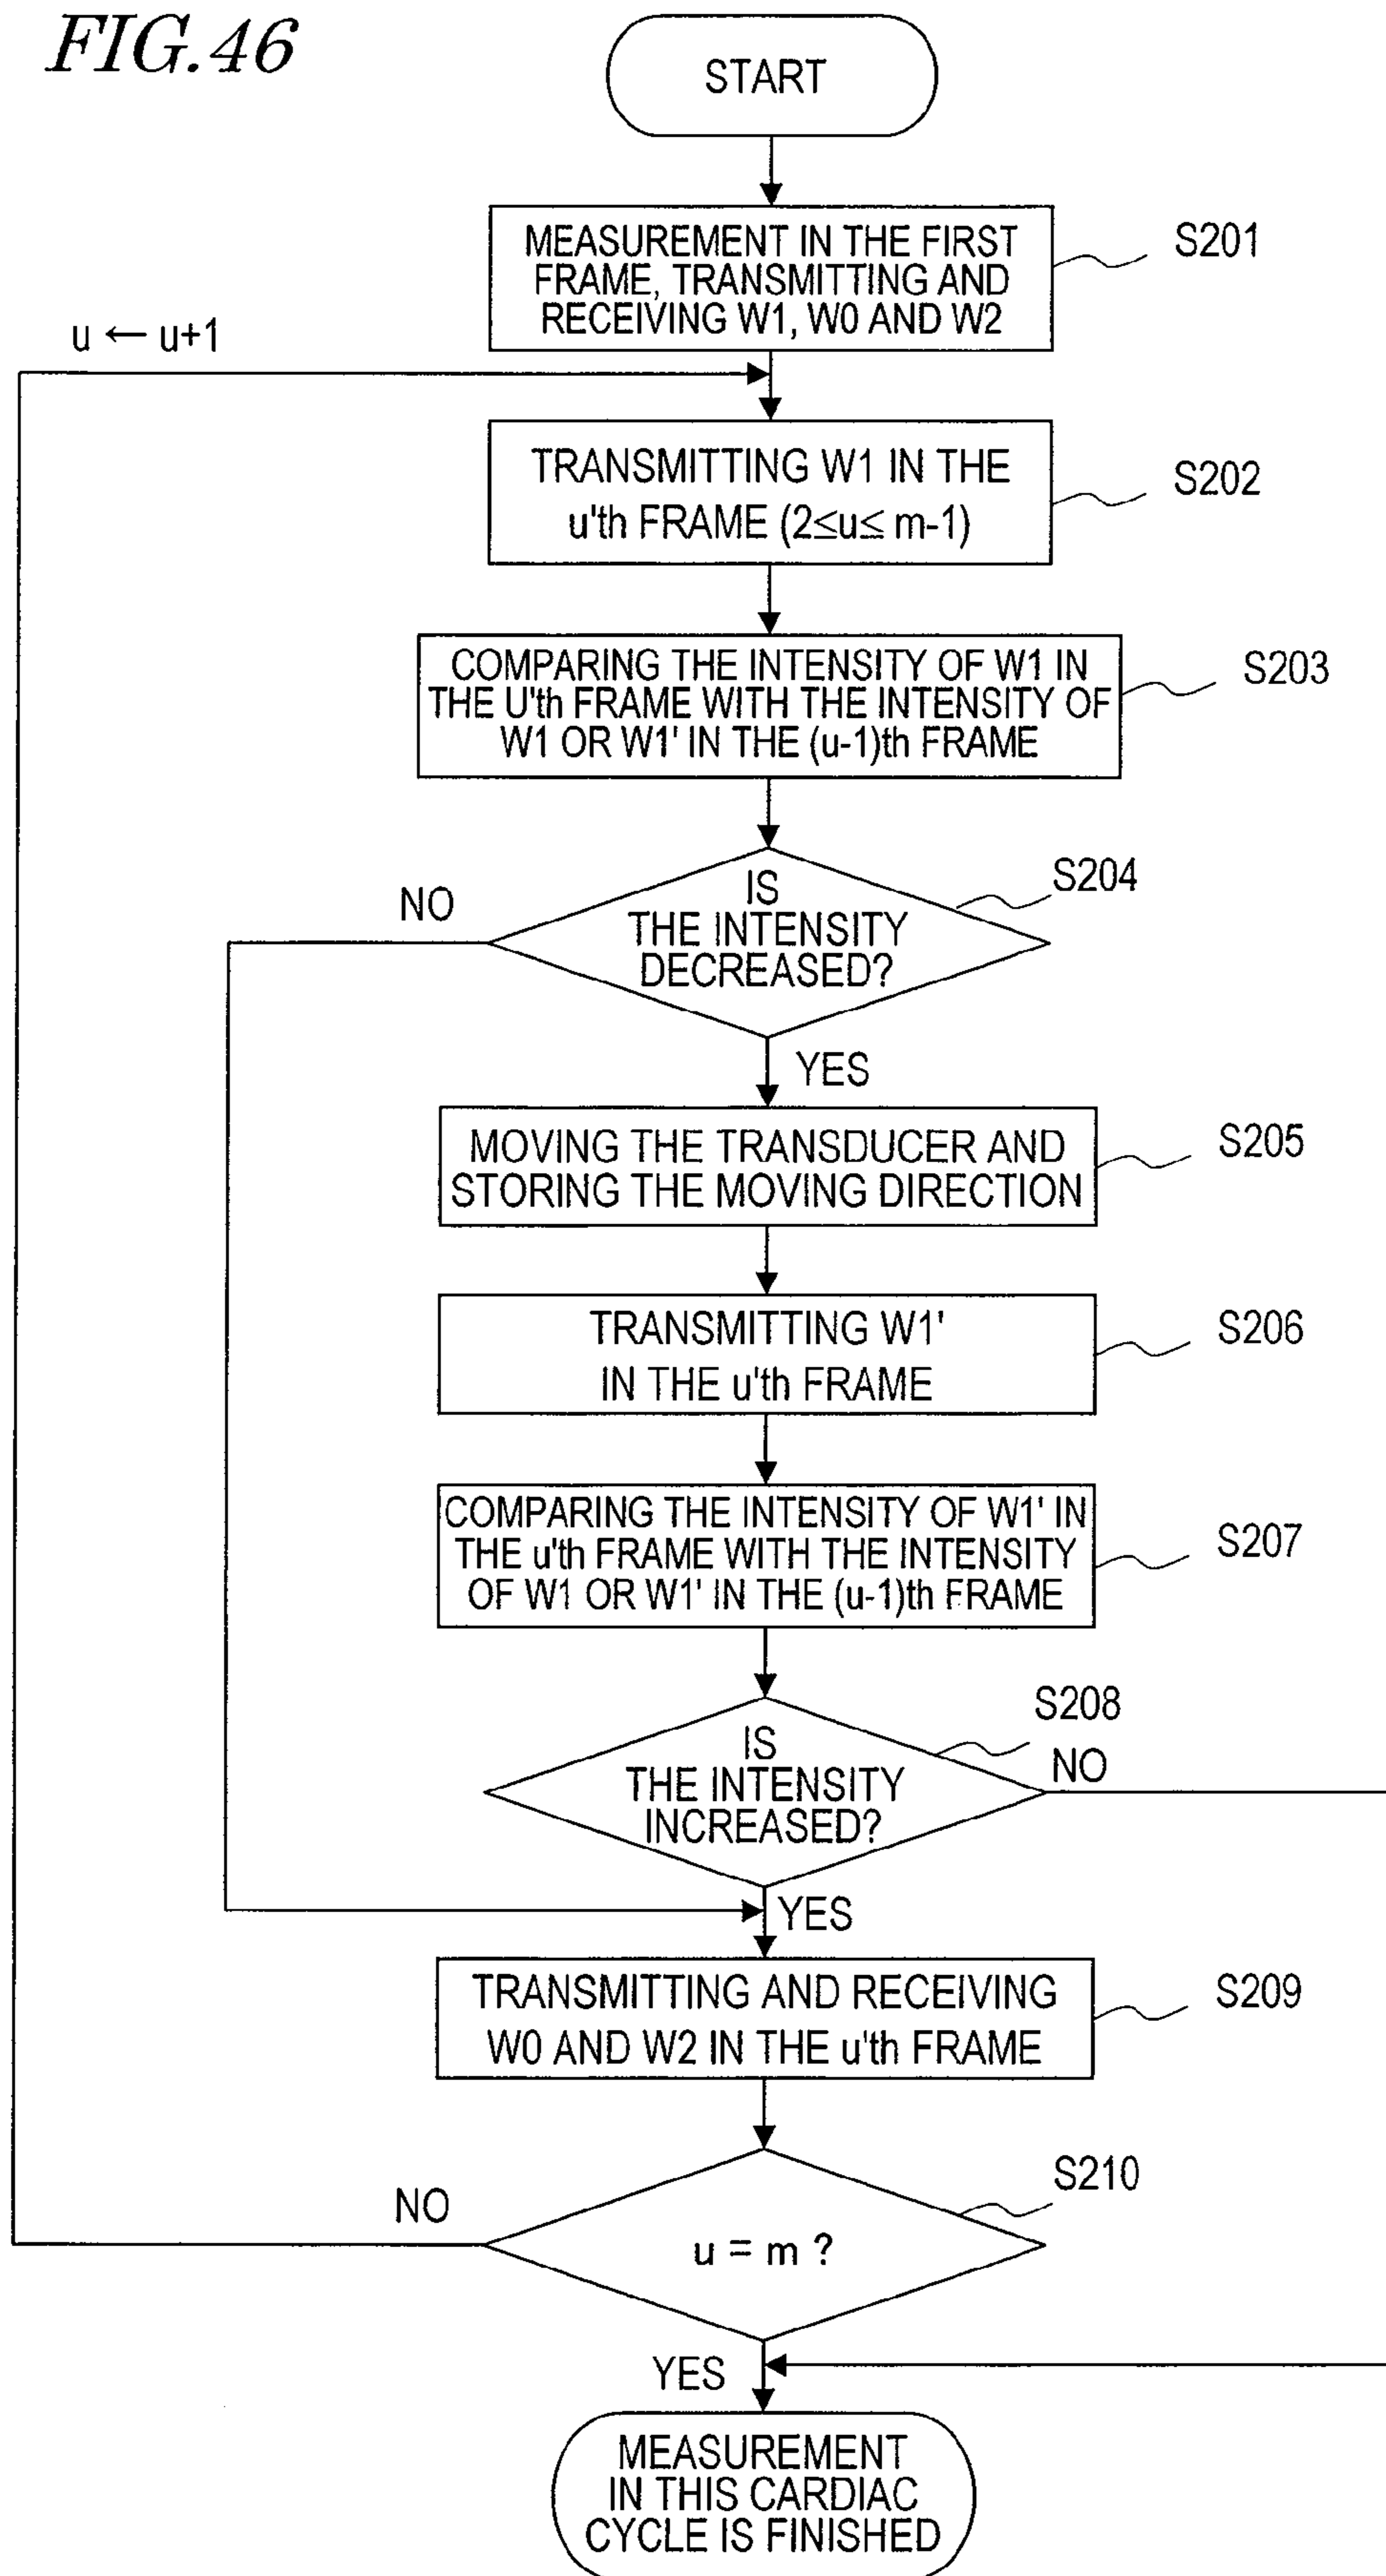 FIG.46
START
MEASUREMENT IN THE FIRST
FRAME, TRANSMITTING AND
RECEIVING W1, W0 AND W2
S201
u ← u+1
TRANSMITTING W1 IN THE
u'th FRAME (2≤u≤ m-1)
S202
COMPARING THE INTENSITY OF W1 IN
THE U'th FRAME WITH THE INTENSITY OF
W1 OR W1' IN THE (u-1)th FRAME
S203
IS
THE INTENSITY
DECREASED?
S204
NO
YES
MOVING THE TRANSDUCER AND
STORING THE MOVING DIRECTION
S205
TRANSMITTING W1'
IN THE u'th FRAME
S206
COMPARING THE INTENSITY OF W1' IN
THE u'th FRAME WITH THE INTENSITY
OF W1 OR W1' IN THE (u-1)th FRAME
S207
IS
THE INTENSITY
INCREASED?
S208
NO
YES
TRANSMITTING AND RECEIVING
W0 AND W2 IN THE u'th FRAME
S209
u = m ?
S210
NO
YES
MEASUREMENT
IN THIS CARDIAC
CYCLE IS FINISHED